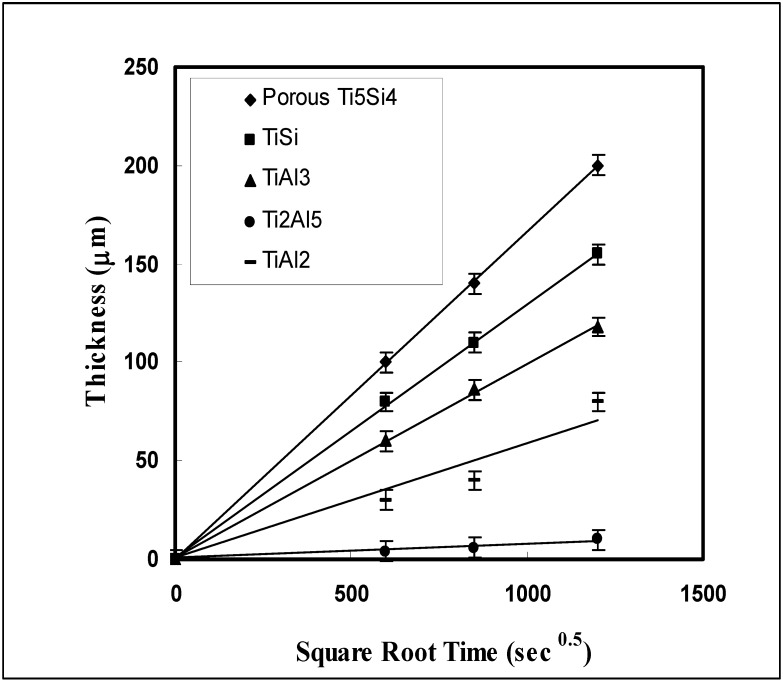 250
200
150
100
50
0
Porous Ti5Si4
TiSi
TiAl3
Ti2Al5
TiAl2
Thickness (μm)
0 500 1000 1500
Square Root Time (sec 0.5)